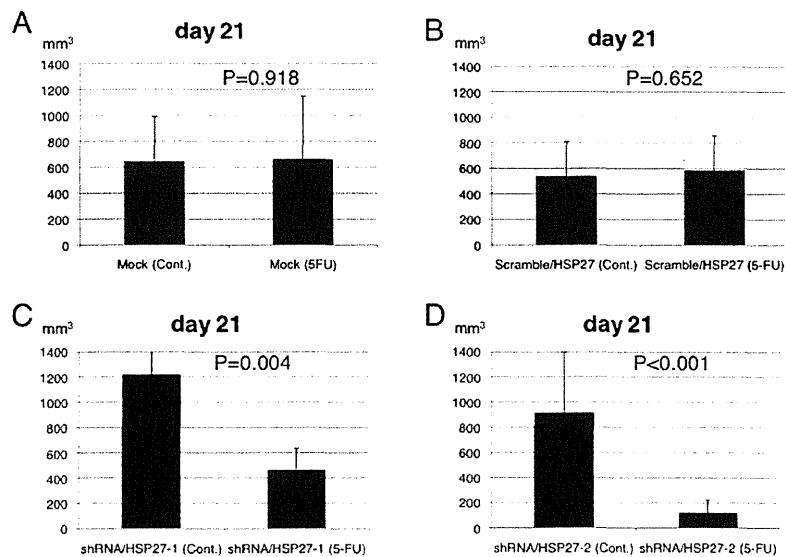 A
mm³
day 21
P=0.918
1400
1200
1000
800
600
400
200
0
Mock (Cont.) Mock (5FU)
B
mm³
day 21
P=0.652
1400
1200
1000
800
600
400
200
0
Scramble/HSP27 (Cont.) Scramble/HSP27 (5-FU)
C
mm³
day 21
P=0.004
1400
1200
1000
800
600
400
200
0
shRNA/HSP27-1 (Cont.) shRNA/HSP27-1 (5-FU)
D
mm³
day 21
P<0.001
1400
1200
1000
800
600
400
200
0
shRNA/HSP27-2 (Cont.) shRNA/HSP27-2 (5-FU)